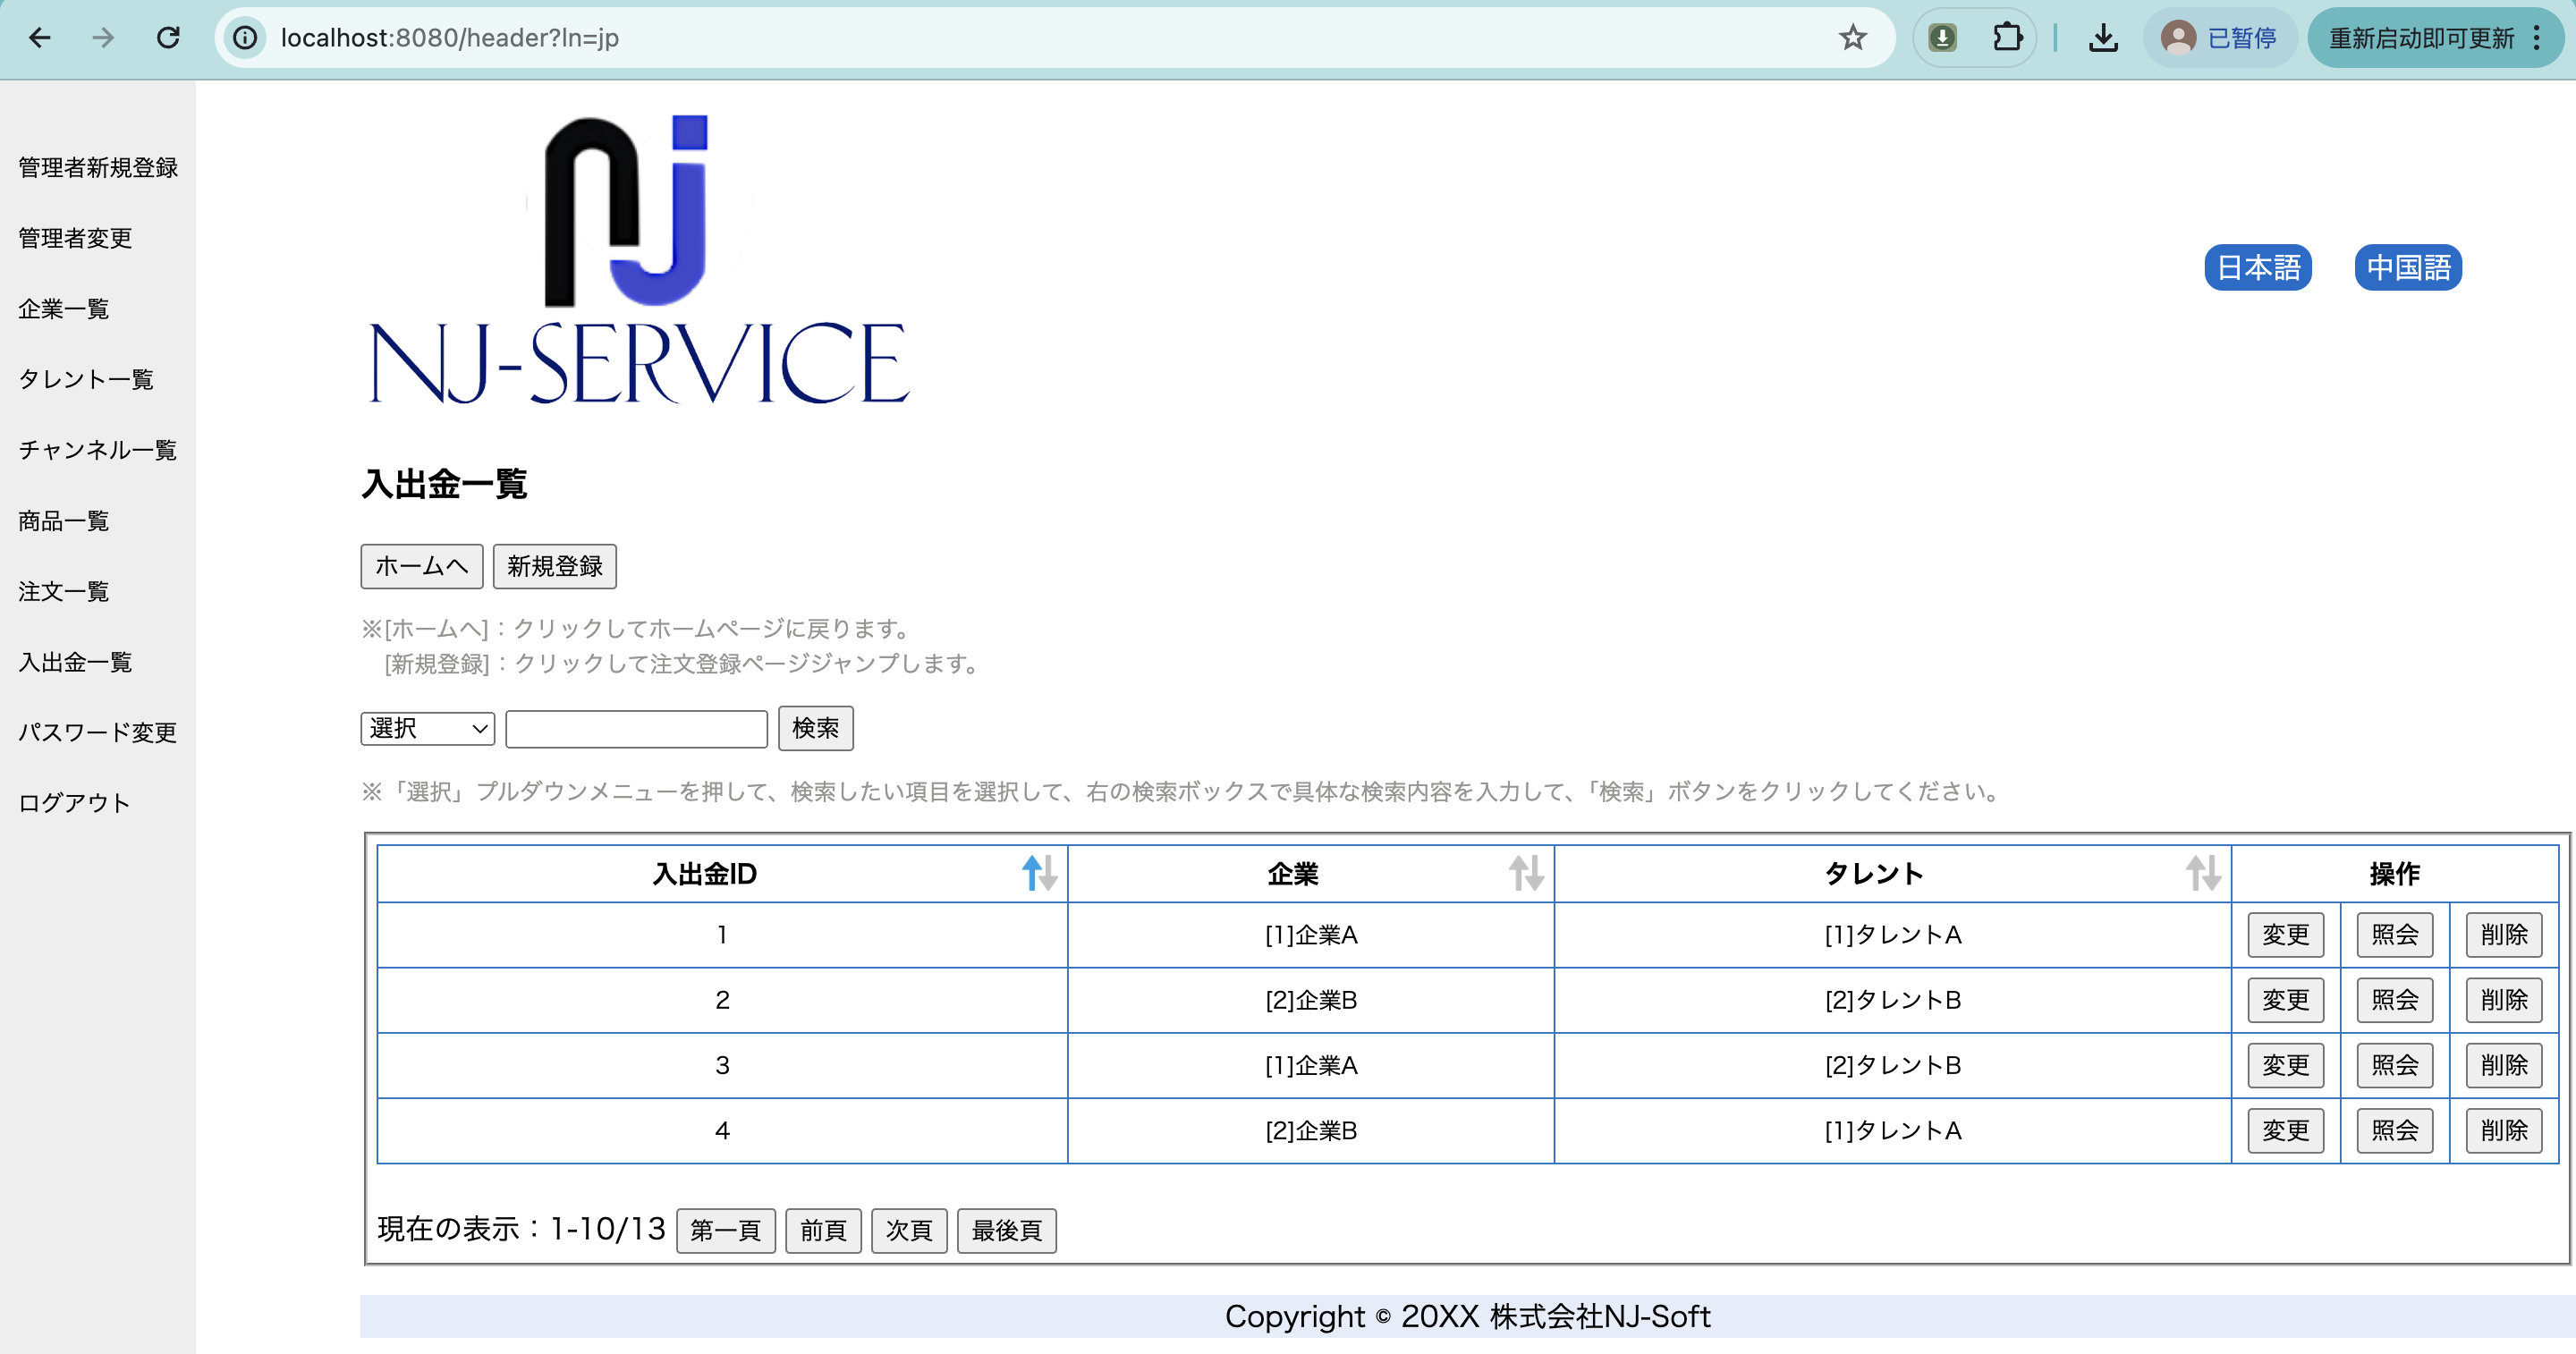 localhost:8080/header?ln=jp
已暂停
重新启动即可更新
管理者新規登録
管理者変更
企業一覧
タレント一覧
チャンネル一覧
商品一覧
注文一覧
入出金一覧
パスワード変更
ログアウト
nj
NJ-SERVICE
日本語 中国語
入出金一覧
ホームへ 新規登録
※[ホームへ]：クリックしてホームページに戻ります。
[新規登録]：クリックして注文登録ページジャンプします。
選択 検索
※「選択」プルダウンメニューを押して、検索したい項目を選択して、右の検索ボックスで具体な検索内容を入力して、「検索」ボタンをクリックしてください。
入出金ID 企業 タレント 操作
1 [1]企業A [1]タレントA 変更 照会 削除
2 [2]企業B [2]タレントB 変更 照会 削除
3 [1]企業A [2]タレントB 変更 照会 削除
4 [2]企業B [1]タレントA 変更 照会 削除
現在の表示：1-10/13 第一頁 前頁 次頁 最後頁
Copyright © 20XX 株式会社NJ-Soft